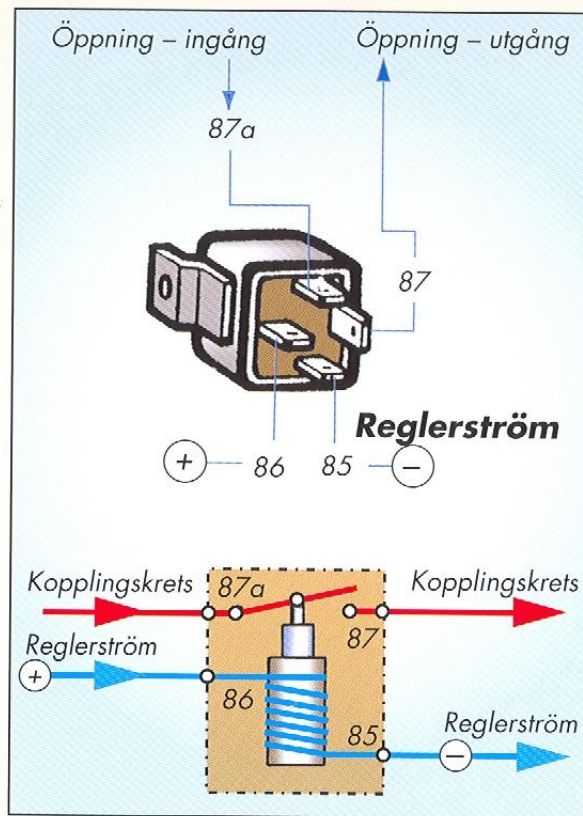 Öppning – ingång
Öppning – utgång
87a
87
Reglerström
+ 86 85 –
Kopplingskrets
87a
Kopplingskrets
87
Reglerström
+
86
85
Reglerström
–